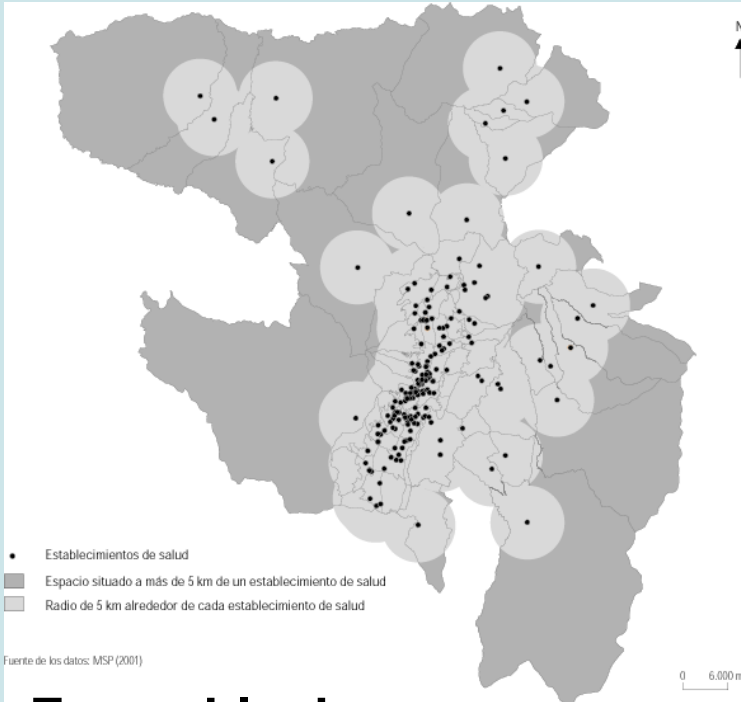 N
Establecimientos de salud
Espacio situado a más de 5 km de un establecimiento de salud
Radio de 5 km alrededor de cada establecimiento de salud
Fuente de los datos: MSP (2001)
0 6.000 m